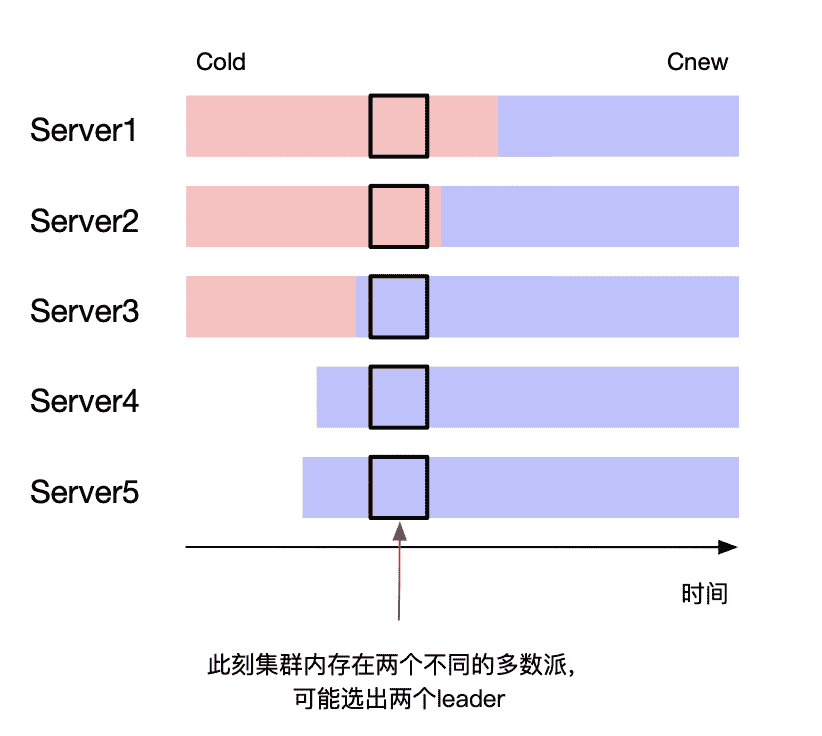 Cold
Cnew
Server1
Server2
Server3
Server4
Server5
时间
此刻集群内存在两个不同的多数派,
可能选出两个leader